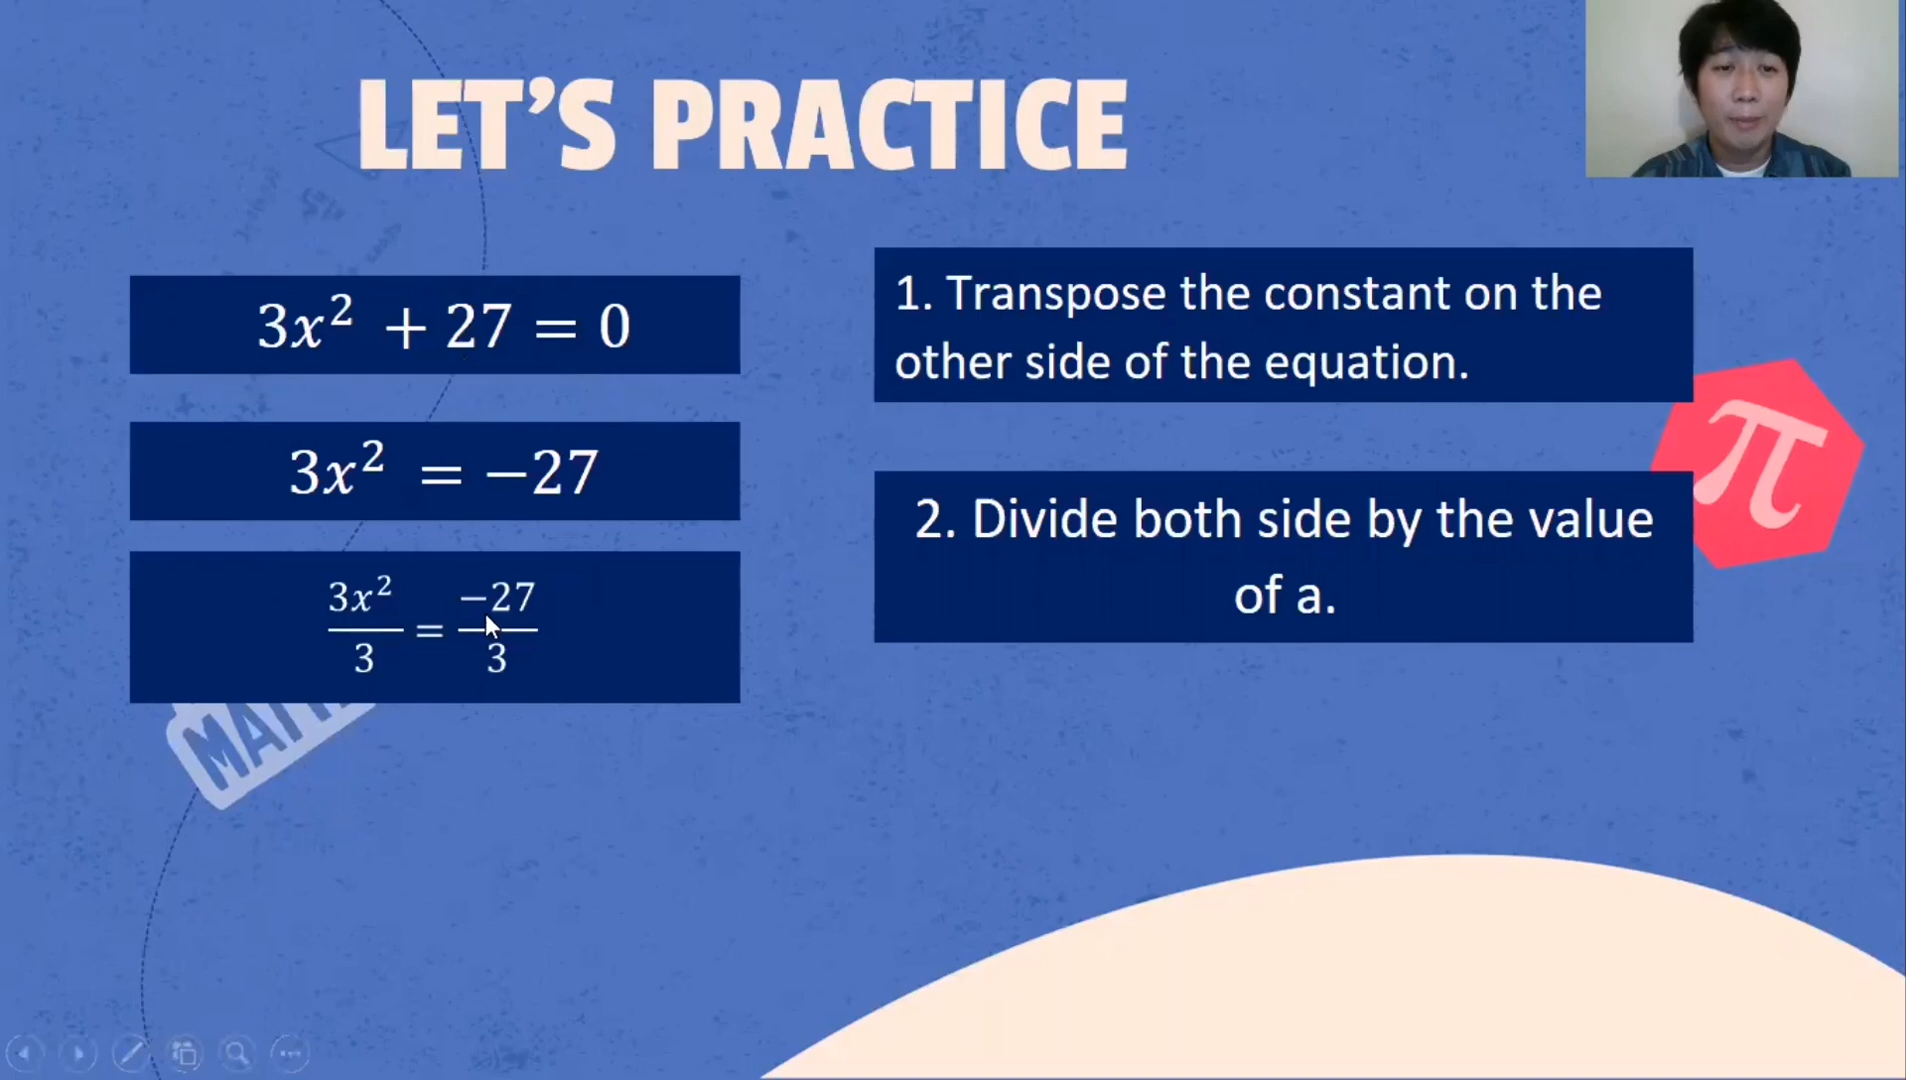 LET'S PRACTICE
3x² + 27 = 0
1. Transpose the constant on the
other side of the equation.
3x² = −27
2. Divide both side by the value
of a.
3x²/3 = −27/3
π